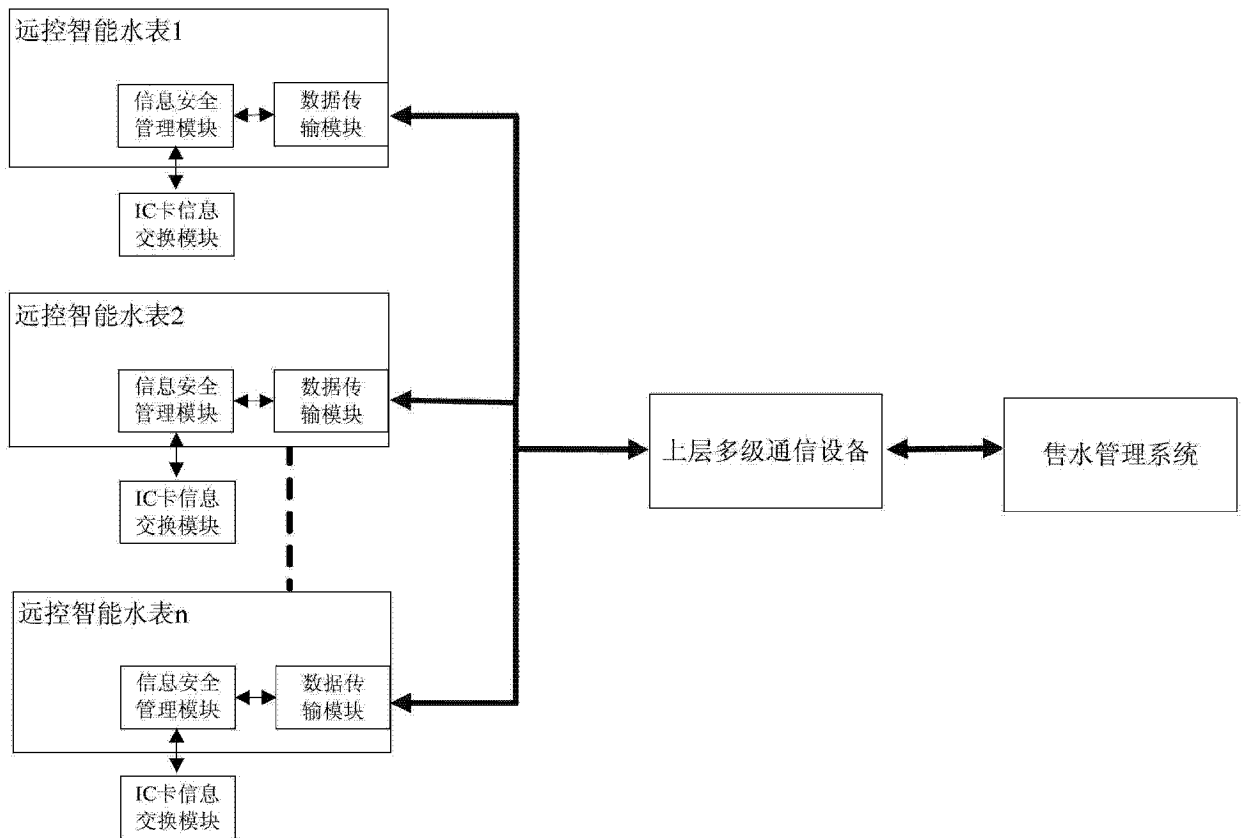 远控智能水表1
信息安全
管理模块
数据传
输模块
IC卡信息
交换模块
远控智能水表2
信息安全
管理模块
数据传
输模块
IC卡信息
交换模块
上层多级通信设备
售水管理系统
远控智能水表n
信息安全
管理模块
数据传
输模块
IC卡信息
交换模块